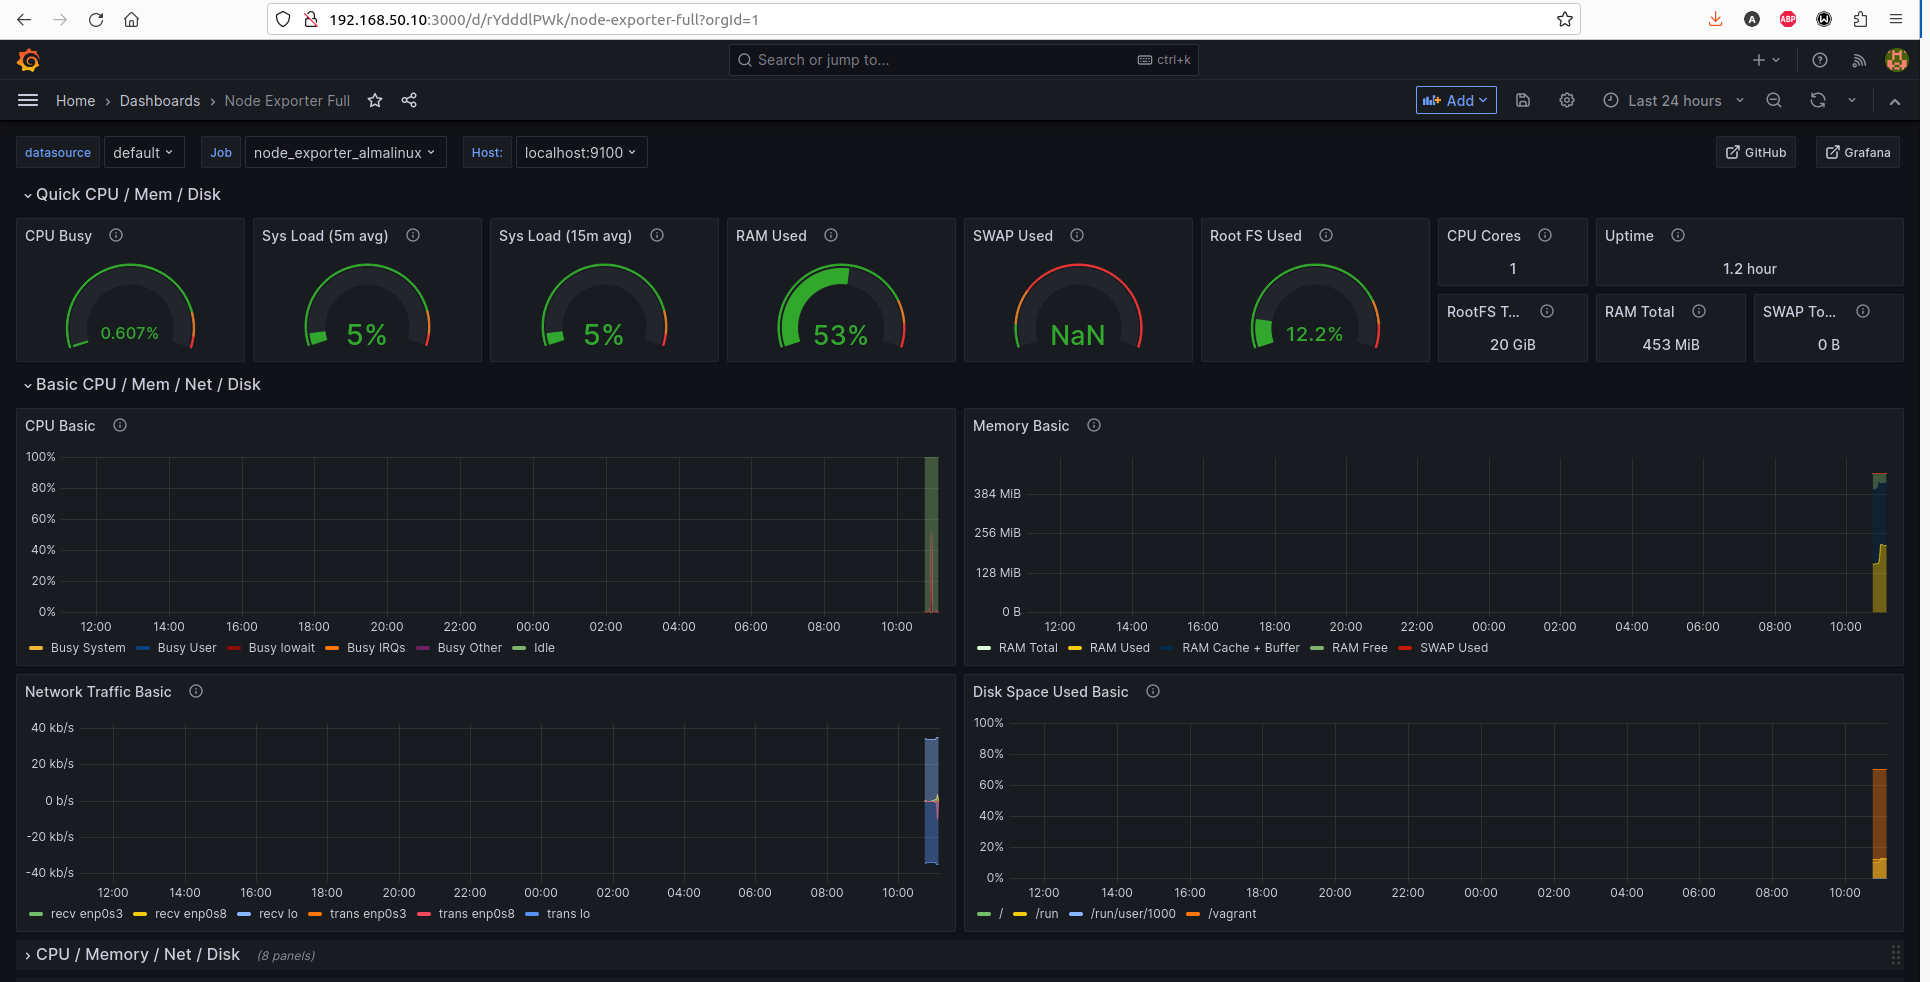 192.168.50.10:3000/d/rYdddlPWk/node-exporter-full?orgId=1
ABP
Search or jump to...
ctrl+k
Home › Dashboards › Node Exporter Full
Add
Last 24 hours
datasource default Job node_exporter_almalinux Host: localhost:9100
GitHub Grafana
Quick CPU / Mem / Disk
CPU Busy
0.607%
Sys Load (5m avg)
5%
Sys Load (15m avg)
5%
RAM Used
53%
SWAP Used
NaN
Root FS Used
12.2%
CPU Cores
1
Uptime
1.2 hour
RootFS T...
20 GiB
RAM Total
453 MiB
SWAP To...
0 B
Basic CPU / Mem / Net / Disk
CPU Basic
100%
80%
60%
40%
20%
0%
12:00 14:00 16:00 18:00 20:00 22:00 00:00 02:00 04:00 06:00 08:00 10:00
Busy System Busy User Busy Iowait Busy IRQs Busy Other Idle
Memory Basic
384 MiB
256 MiB
128 MiB
0 B
12:00 14:00 16:00 18:00 20:00 22:00 00:00 02:00 04:00 06:00 08:00 10:00
RAM Total RAM Used RAM Cache + Buffer RAM Free SWAP Used
Network Traffic Basic
40 kb/s
20 kb/s
0 b/s
-20 kb/s
-40 kb/s
12:00 14:00 16:00 18:00 20:00 22:00 00:00 02:00 04:00 06:00 08:00 10:00
recv enp0s3 recv enp0s8 recv lo trans enp0s3 trans enp0s8 trans lo
Disk Space Used Basic
100%
80%
60%
40%
20%
0%
12:00 14:00 16:00 18:00 20:00 22:00 00:00 02:00 04:00 06:00 08:00 10:00
/ /run /run/user/1000 /vagrant
CPU / Memory / Net / Disk (8 panels)